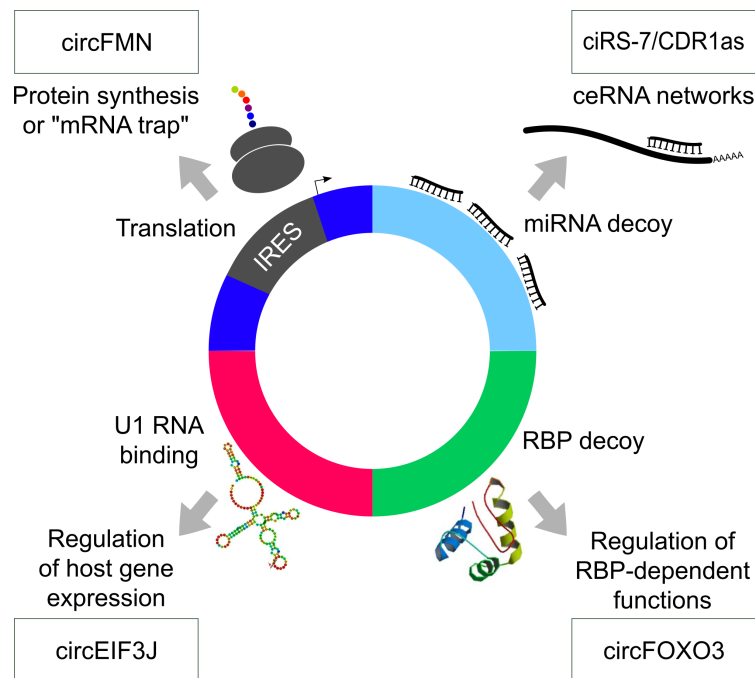 circFMN
Protein synthesis
or "mRNA trap"
Translation
IRES
ciRS-7/CDR1as
ceRNA networks
AAAAA
miRNA decoy
U1 RNA
binding
Regulation
of host gene
expression
circEIF3J
RBP decoy
Regulation of
RBP-dependent
functions
circFOXO3